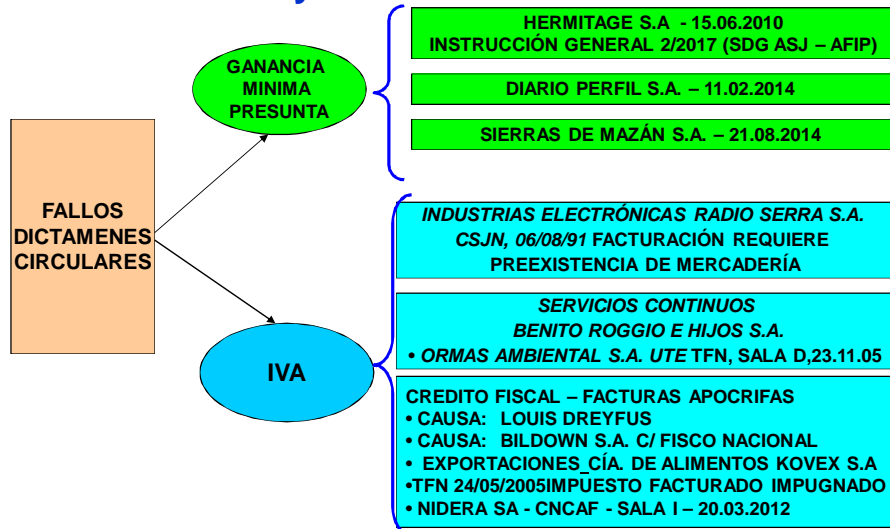 FALLOS
DICTAMENES
CIRCULARES
GANANCIA
MINIMA
PRESUNTA
HERMITAGE S.A - 15.06.2010
INSTRUCCIÓN GENERAL 2/2017 (SDG ASJ – AFIP)
DIARIO PERFIL S.A. – 11.02.2014
SIERRAS DE MAZÁN S.A. – 21.08.2014
IVA
INDUSTRIAS ELECTRÓNICAS RADIO SERRA S.A.
CSJN, 06/08/91 FACTURACIÓN REQUIERE
PREEXISTENCIA DE MERCADERÍA
SERVICIOS CONTINUOS
BENITO ROGGIO E HIJOS S.A.
• ORMAS AMBIENTAL S.A. UTE TFN, SALA D,23.11.05
CREDITO FISCAL – FACTURAS APOCRIFAS
• CAUSA: LOUIS DREYFUS
• CAUSA: BILDOWN S.A. C/ FISCO NACIONAL
• EXPORTACIONES_CÍA. DE ALIMENTOS KOVEX S.A
•TFN 24/05/2005IMPUESTO FACTURADO IMPUGNADO
• NIDERA SA - CNCAF - SALA I – 20.03.2012